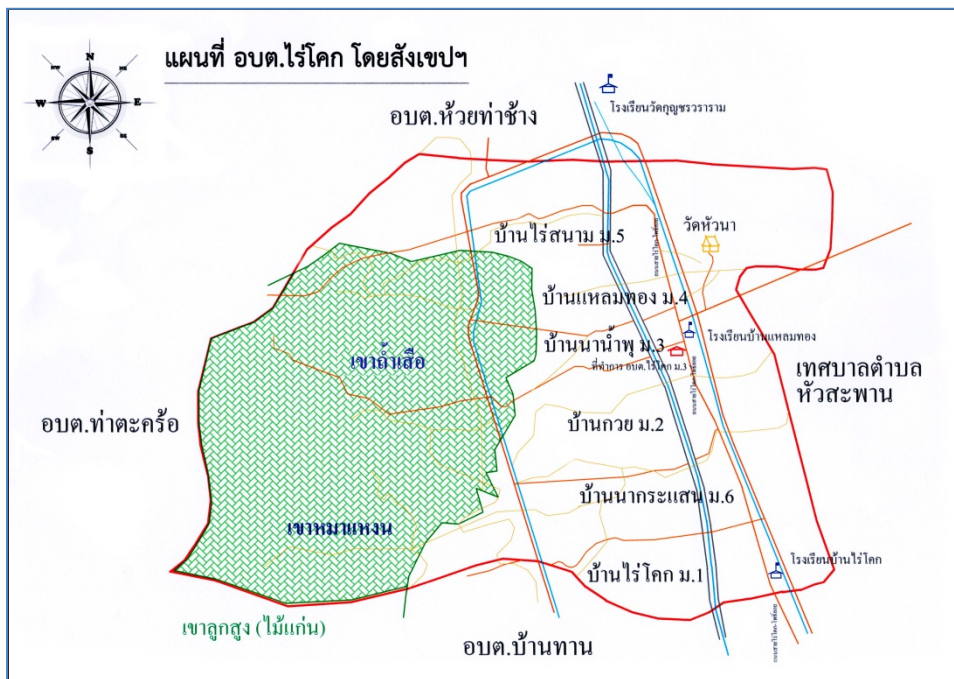 แผนที่ อบต.ไร่โคก โดยสังเขปฯ
N
W
E
S
NW
NE
SW
SE
โรงเรียนวัดกุญชรวราราม
อบต.ห้วยท่าช้าง
วัดหัวนา
บ้านไร่สนาม ม.5
บ้านแหลมทอง ม.4
โรงเรียนบ้านแหลมทอง
บ้านนาน้ำพุ ม.3
ที่ทำการ อบต.ไร่โคก ม.3
เขาถ้ำเสือ
เทศบาลตำบล
หัวสะพาน
อบต.ท่าตะคร้อ
บ้านกวย ม.2
บ้านนากระแสน ม.6
เขาหมาแหงน
โรงเรียนบ้านไร่โคก
บ้านไร่โคก ม.1
เขาลูกสูง (ไม้แก่น)
อบต.บ้านทาน